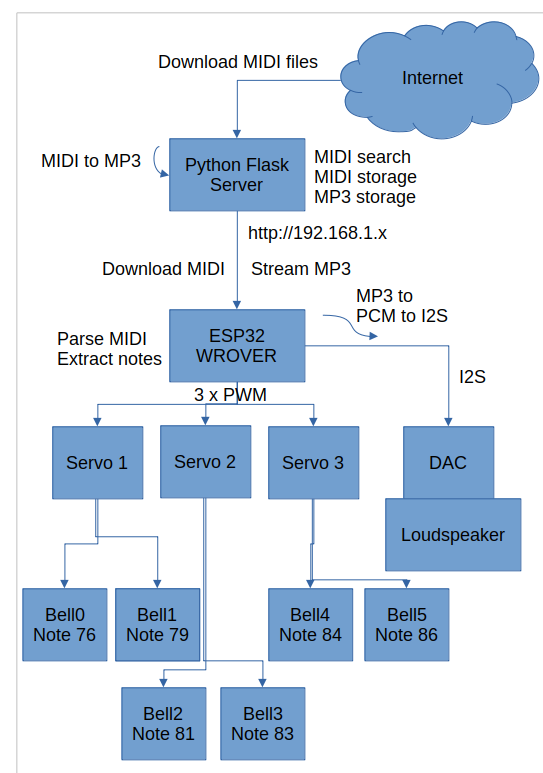 Download MIDI files
Internet
MIDI to MP3
Python Flask
Server
MIDI search
MIDI storage
MP3 storage
http://192.168.1.x
Download MIDI
Stream MP3
MP3 to
PCM to I2S
Parse MIDI
Extract notes
ESP32
WROVER
I2S
3 x PWM
Servo 1
Servo 2
Servo 3
DAC
Loudspeaker
Bell0
Note 76
Bell1
Note 79
Bell4
Note 84
Bell5
Note 86
Bell2
Note 81
Bell3
Note 83